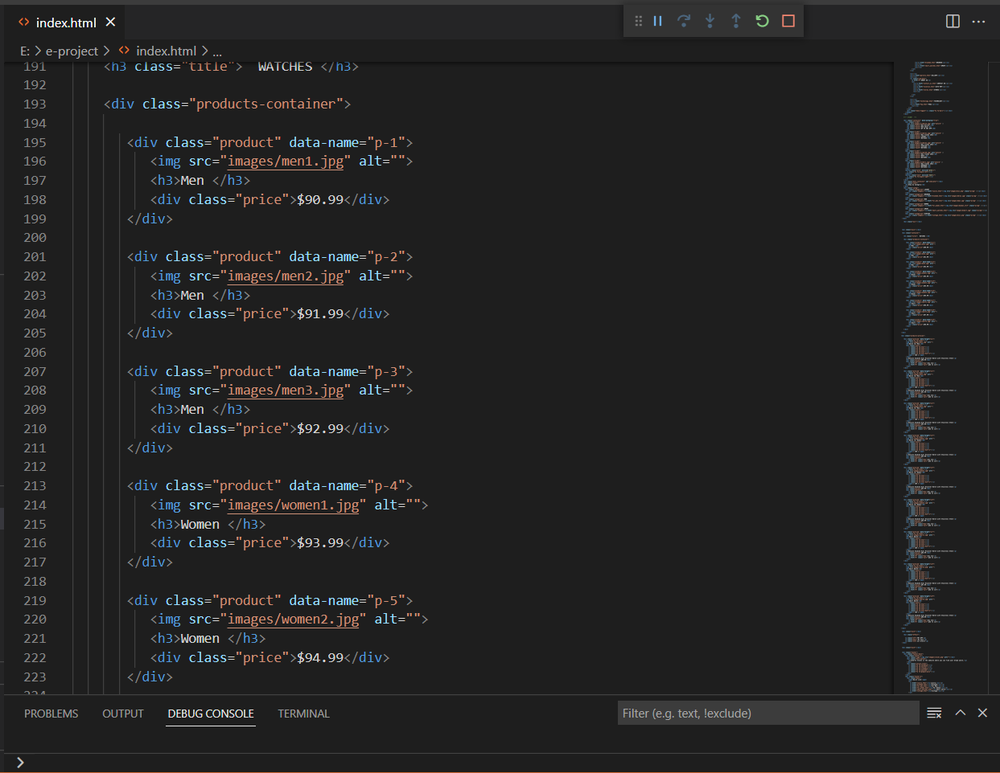 index.html
E: > e-project > <> index.html > ...
191 <h3 class="title">  WATCHES </h3>
192
193 <div class="products-container">
194
195 <div class="product" data-name="p-1">
196 <img src="images/men1.jpg" alt="">
197 <h3>Men </h3>
198 <div class="price">$90.99</div>
199 </div>
200
201 <div class="product" data-name="p-2">
202 <img src="images/men2.jpg" alt="">
203 <h3>Men </h3>
204 <div class="price">$91.99</div>
205 </div>
206
207 <div class="product" data-name="p-3">
208 <img src="images/men3.jpg" alt="">
209 <h3>Men </h3>
210 <div class="price">$92.99</div>
211 </div>
212
213 <div class="product" data-name="p-4">
214 <img src="images/women1.jpg" alt="">
215 <h3>Women </h3>
216 <div class="price">$93.99</div>
217 </div>
218
219 <div class="product" data-name="p-5">
220 <img src="images/women2.jpg" alt="">
221 <h3>Women </h3>
222 <div class="price">$94.99</div>
223 </div>
224
PROBLEMS OUTPUT DEBUG CONSOLE TERMINAL Filter (e.g. text, !exclude)